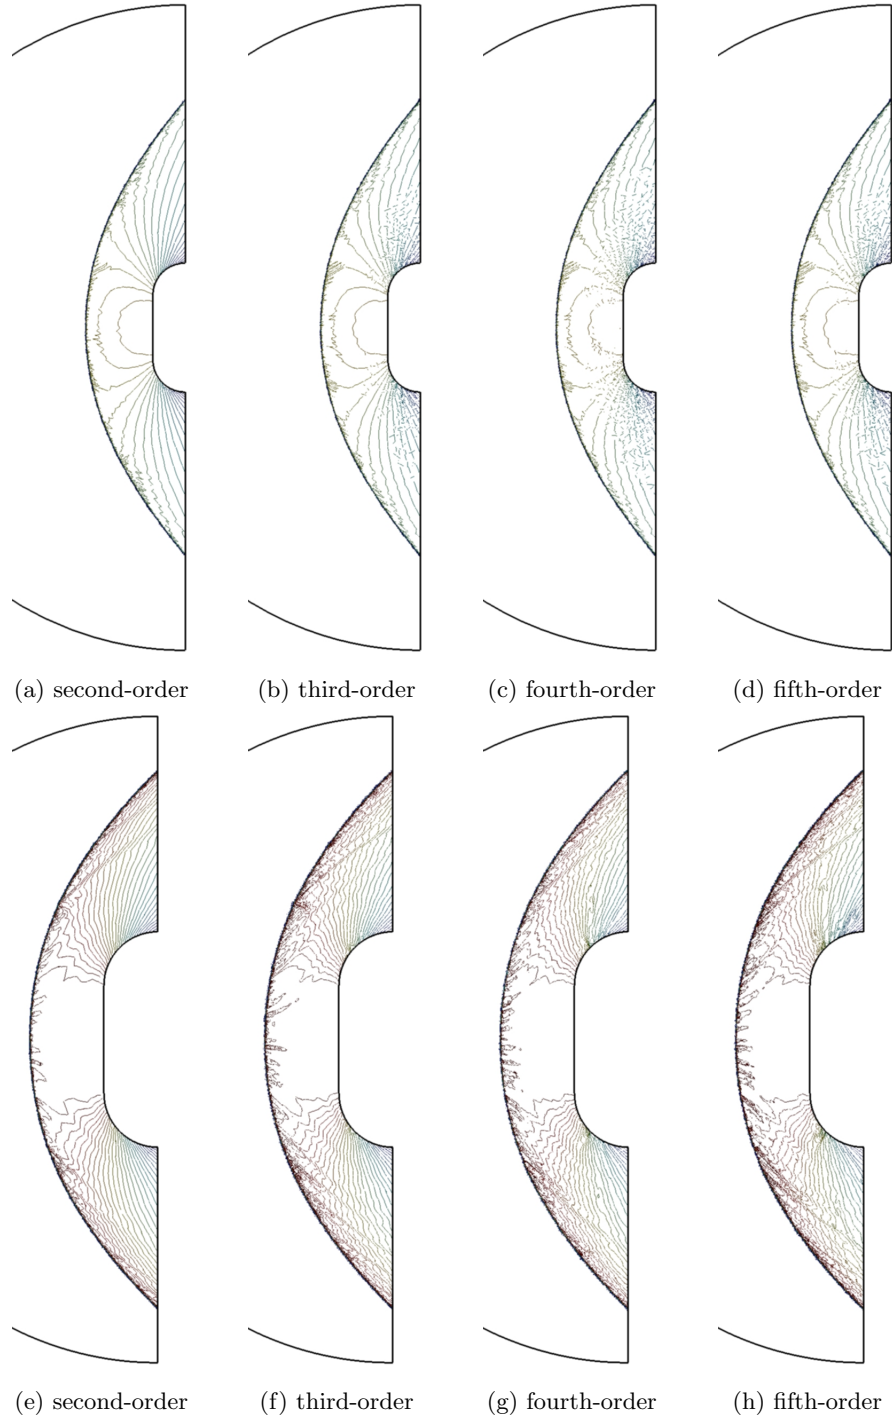 (a) second-order
(b) third-order
(c) fourth-order
(d) fifth-order
(e) second-order
(f) third-order
(g) fourth-order
(h) fifth-order